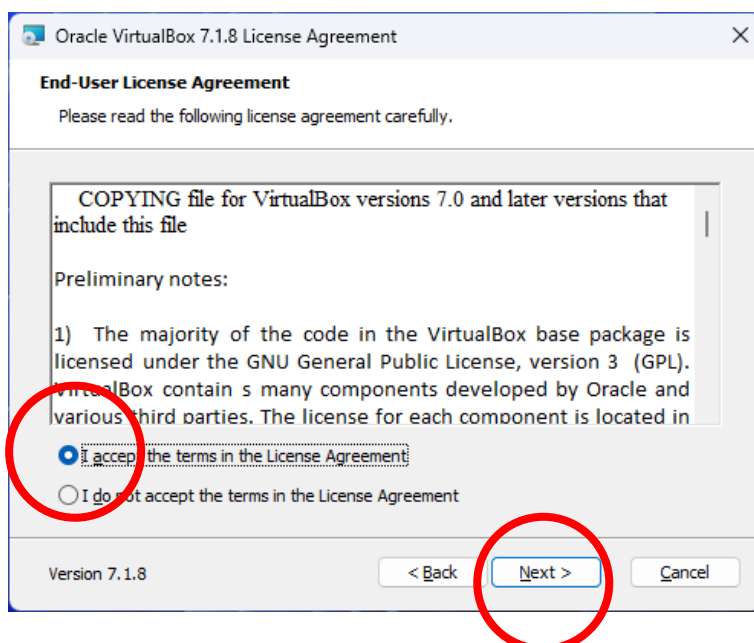 Oracle VirtualBox 7.1.8 License Agreement
End-User License Agreement
Please read the following license agreement carefully.
COPYING file for VirtualBox versions 7.0 and later versions that
include this file
Preliminary notes:
1) The majority of the code in the VirtualBox base package is
licensed under the GNU General Public License, version 3 (GPL).
VirtualBox contain s many components developed by Oracle and
various third parties. The license for each component is located in
I accept the terms in the License Agreement
I do not accept the terms in the License Agreement
Version 7.1.8
< Back
Next >
Cancel